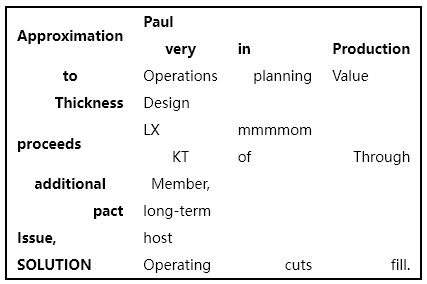 Approximation
Paul
very in Production
to Operations planning Value
Thickness Design
proceeds
LX mmmmom
KT of Through
additional Member,
pact long-term
Issue, host
SOLUTION Operating cuts fill.